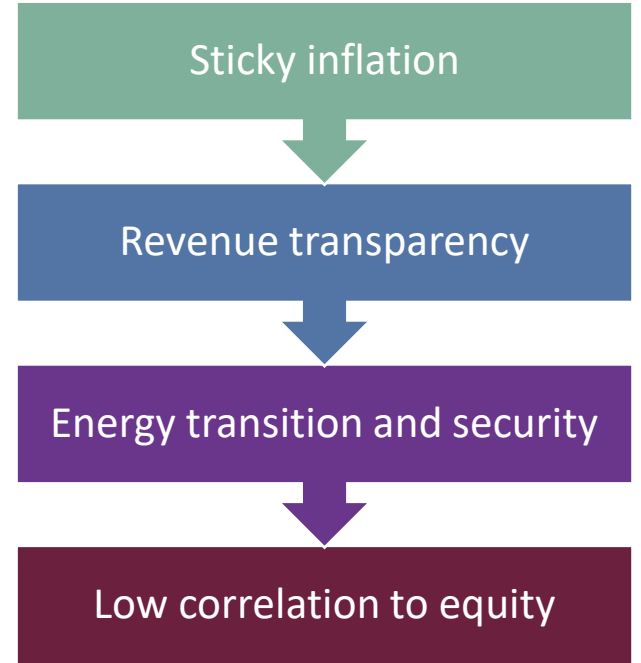 Sticky inflation
Revenue transparency
Energy transition and security
Low correlation to equity